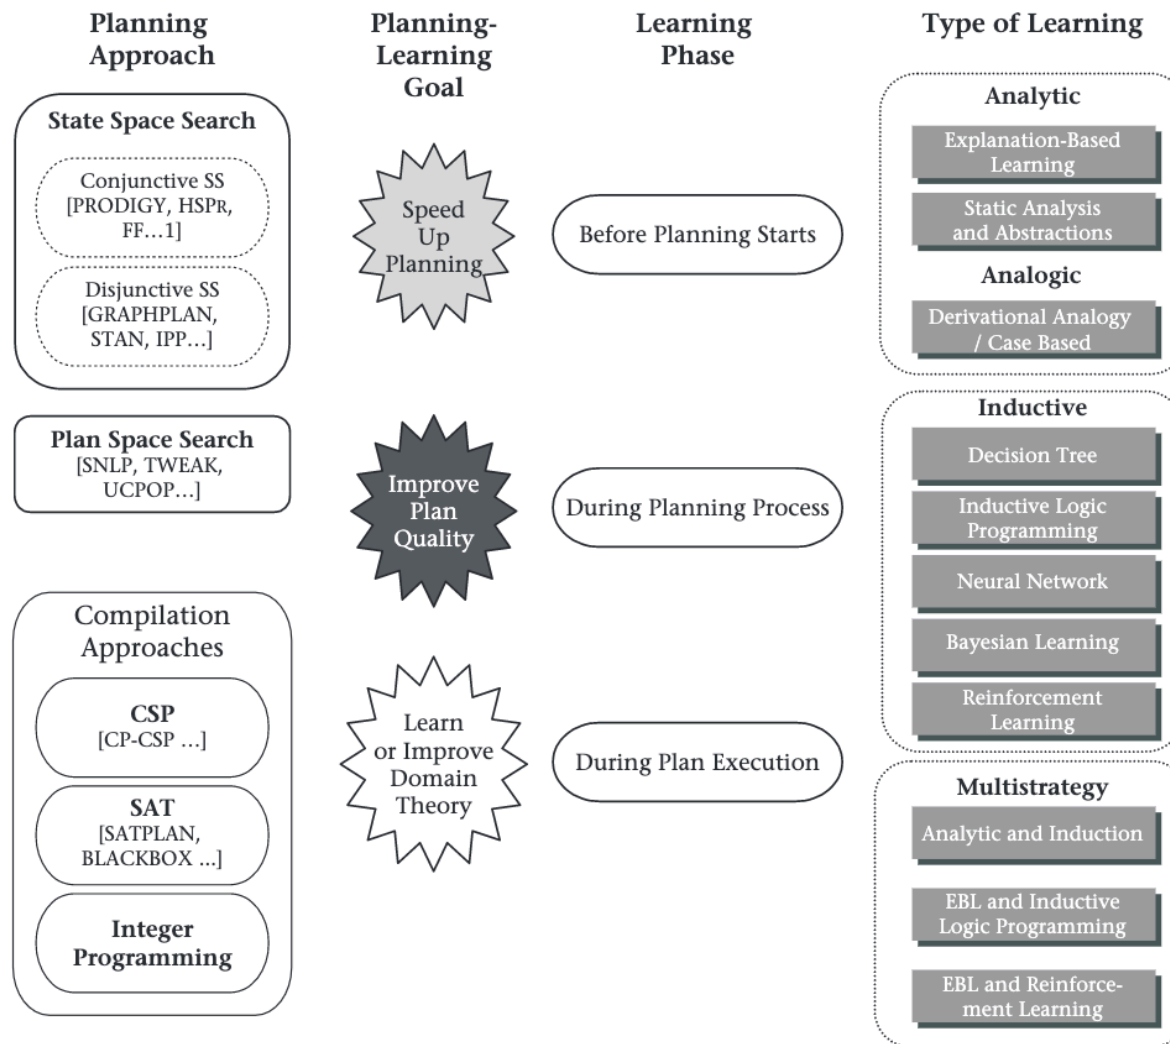 Planning
Approach
Planning-
Learning
Goal
Learning
Phase
Type of Learning
State Space Search
Conjunctive SS
[PRODIGY, HSPR,
FF...1]
Disjunctive SS
[GRAPHPLAN,
STAN, IPP...]
Plan Space Search
[SNLP, TWEAK,
UCPOP...]
Compilation
Approaches
CSP
[CP-CSP ...]
SAT
[SATPLAN,
BLACKBOX ...]
Integer
Programming
Speed
Up
Planning
Improve
Plan
Quality
Learn
or Improve
Domain
Theory
Before Planning Starts
During Planning Process
During Plan Execution
Analytic
Explanation-Based
Learning
Static Analysis
and Abstractions
Analogic
Derivational Analogy
/ Case Based
Inductive
Decision Tree
Inductive Logic
Programming
Neural Network
Bayesian Learning
Reinforcement
Learning
Multistrategy
Analytic and Induction
EBL and Inductive
Logic Programming
EBL and Reinforce-
ment Learning